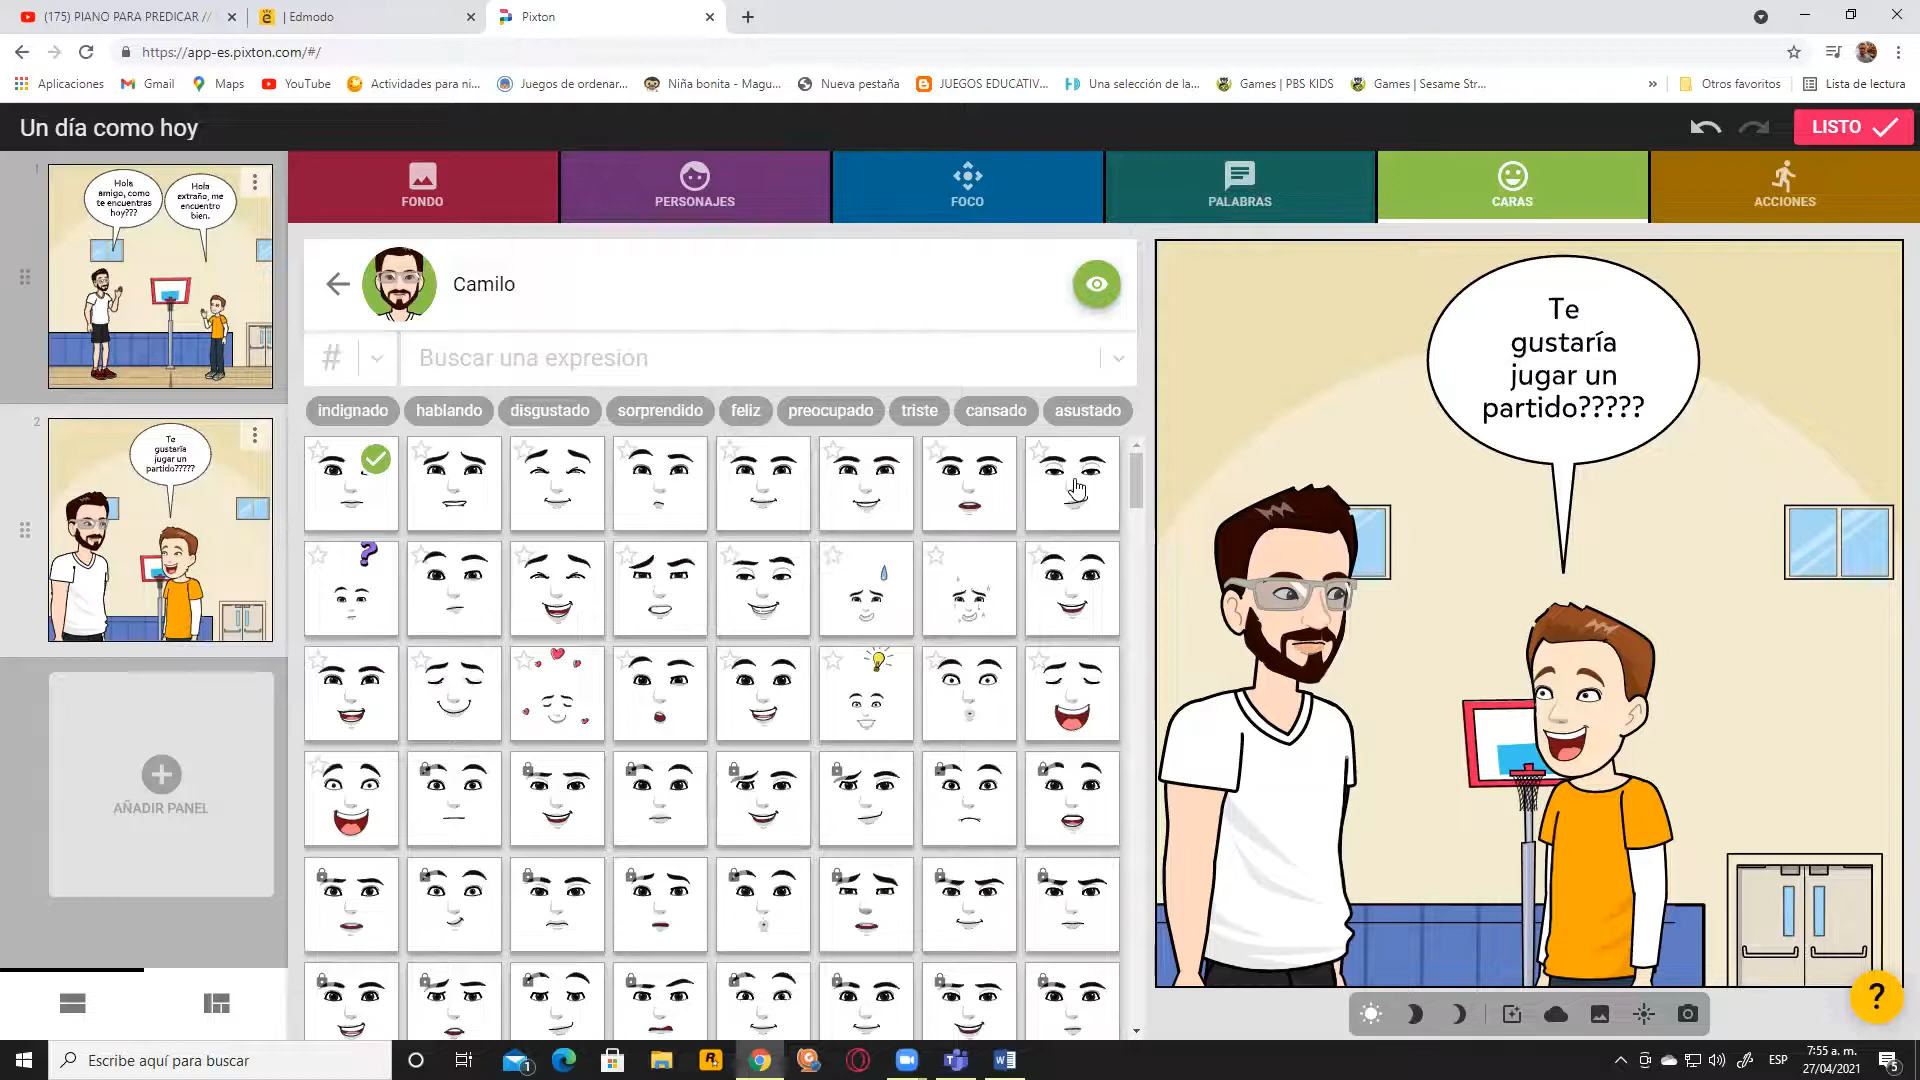 (175) PIANO PARA PREDICAR //
| Edmodo
Pixton
https://app-es.pixton.com/#/
Aplicaciones
Gmail
Maps
YouTube
Actividades para ni...
Juegos de ordenar...
Niña bonita - Magu...
Nueva pestaña
JUEGOS EDUCATIV...
Una selección de la...
Games | PBS KIDS
Games | Sesame Str...
»
Otros favoritos
Lista de lectura
Un día como hoy
LISTO
FONDO
PERSONAJES
FOCO
PALABRAS
CARAS
ACCIONES
1
Hola
amigo, como
te encuentras
hoy???
Hola
extraño, me
encuentro
bien.
2
Te
gustaría
jugar un
partido?????
AÑADIR PANEL
Camilo
#
Buscar una expresión
indignado
hablando
disgustado
sorprendido
feliz
preocupado
triste
cansado
asustado
?
Te
gustaría
jugar un
partido?????
?
Escribe aquí para buscar
1
ESP
7:55 a. m.
27/04/2021
5